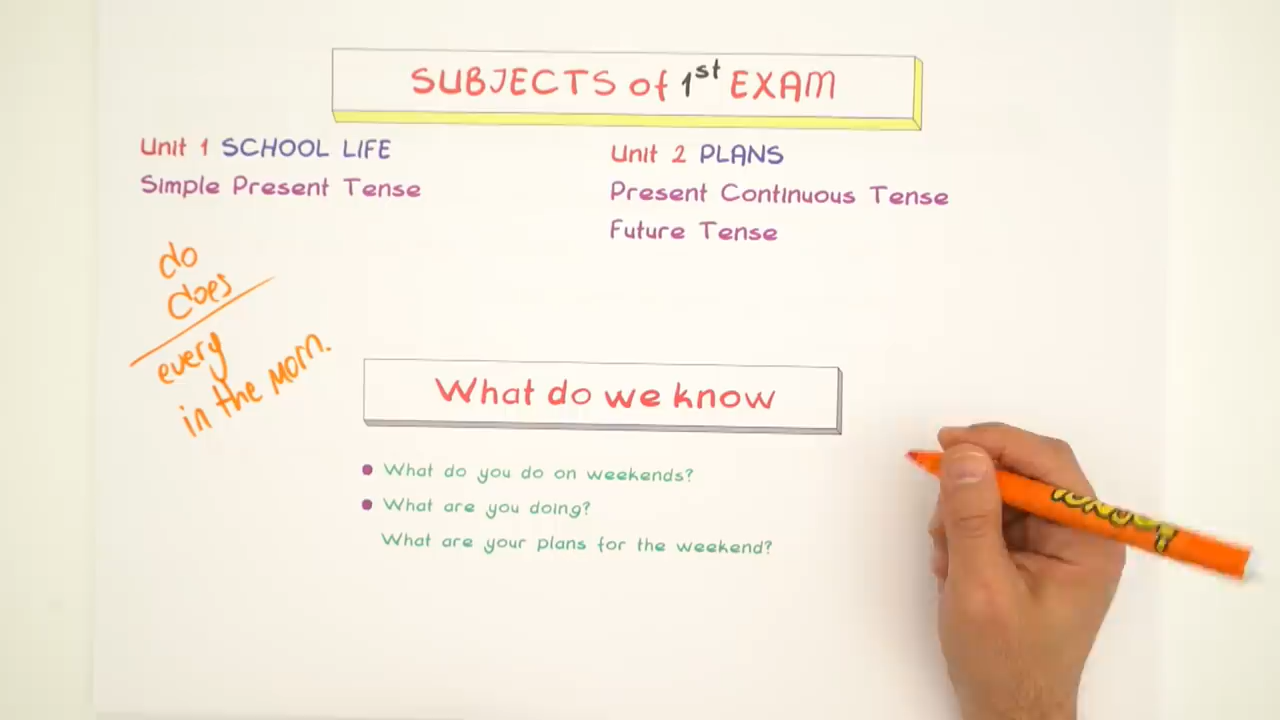 SUBJECTS of 1st EXAM
Unit 1 SCHOOL LIFE
Simple Present Tense
Unit 2 PLANS
Present Continuous Tense
Future Tense
do
does
every
in the morn.
What do we know
What do you do on weekends?
What are you doing?
What are your plans for the weekend?